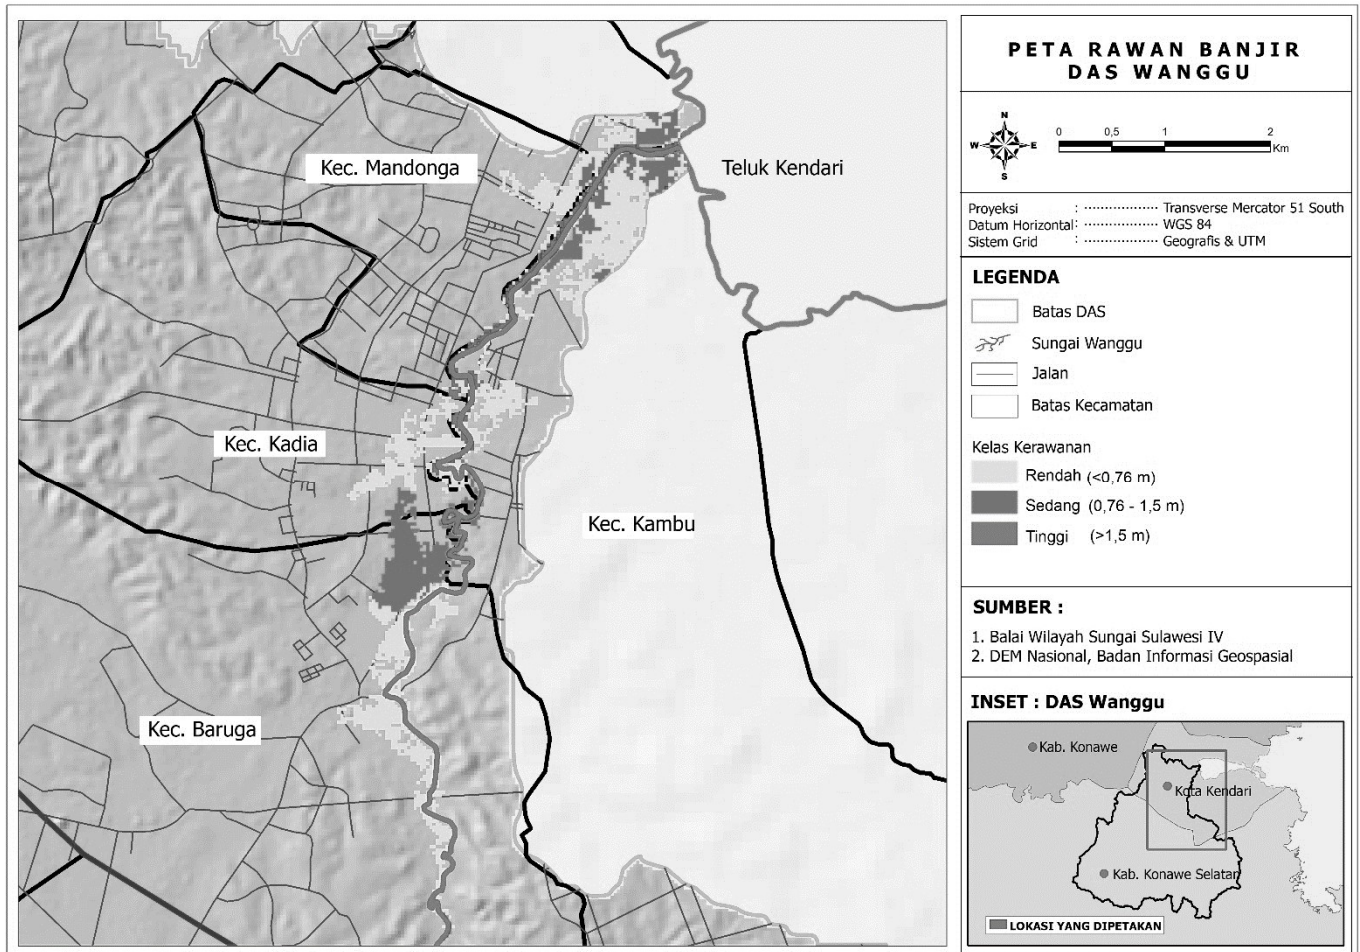 PETA RAWAN BANJIR
DAS WANGGU
N
W E
S
0 0,5 1 2
Km
Proyeksi : .................. Transverse Mercator 51 South
Datum Horizontal: .................. WGS 84
Sistem Grid : .................. Geografis & UTM
LEGENDA
Batas DAS
Sungai Wanggu
Jalan
Batas Kecamatan
Kelas Kerawanan
Rendah (<0,76 m)
Sedang (0,76 - 1,5 m)
Tinggi (>1,5 m)
SUMBER :
1. Balai Wilayah Sungai Sulawesi IV
2. DEM Nasional, Badan Informasi Geospasial
INSET : DAS Wanggu
Kab. Konawe
Kota Kendari
Kab. Konawe Selatan
LOKASI YANG DIPETAKAN
Kec. Mandonga
Teluk Kendari
Kec. Kadia
Kec. Kambu
Kec. Baruga